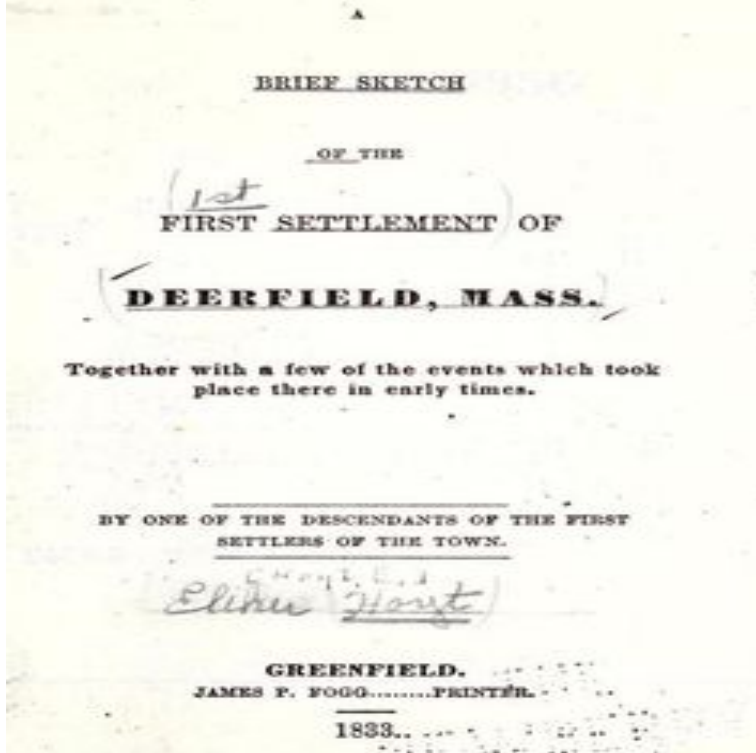 A
BRIEF SKETCH
OF THE
1st
FIRST SETTLEMENT OF
DEERFIELD, MASS.
Together with a few of the events which took
place there in early times.
BY ONE OF THE DESCENDANTS OF THE FIRST
SETTLERS OF THE TOWN.
Elihu (Hoyt)
GREENFIELD.
JAMES P. FOGG........PRINTER.
1833.